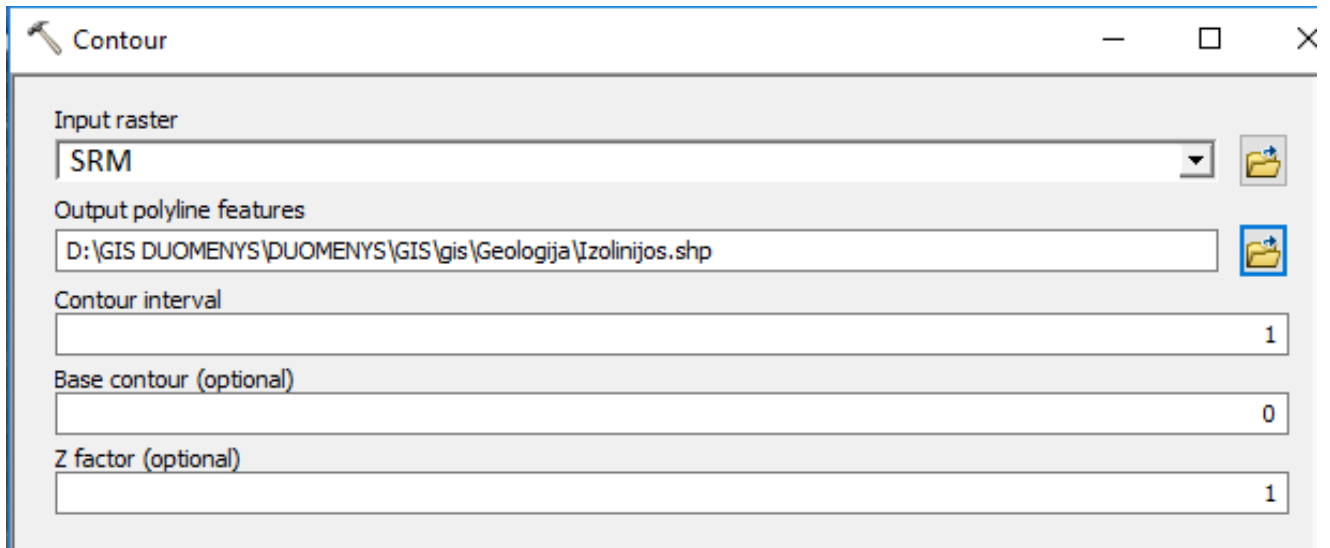 Contour
Input raster
SRM
Output polyline features
D:\GIS DUOMENYS\DUOMENYS\GIS\gis\Geologija\Izolinijos.shp
Contour interval
1
Base contour (optional)
0
Z factor (optional)
1